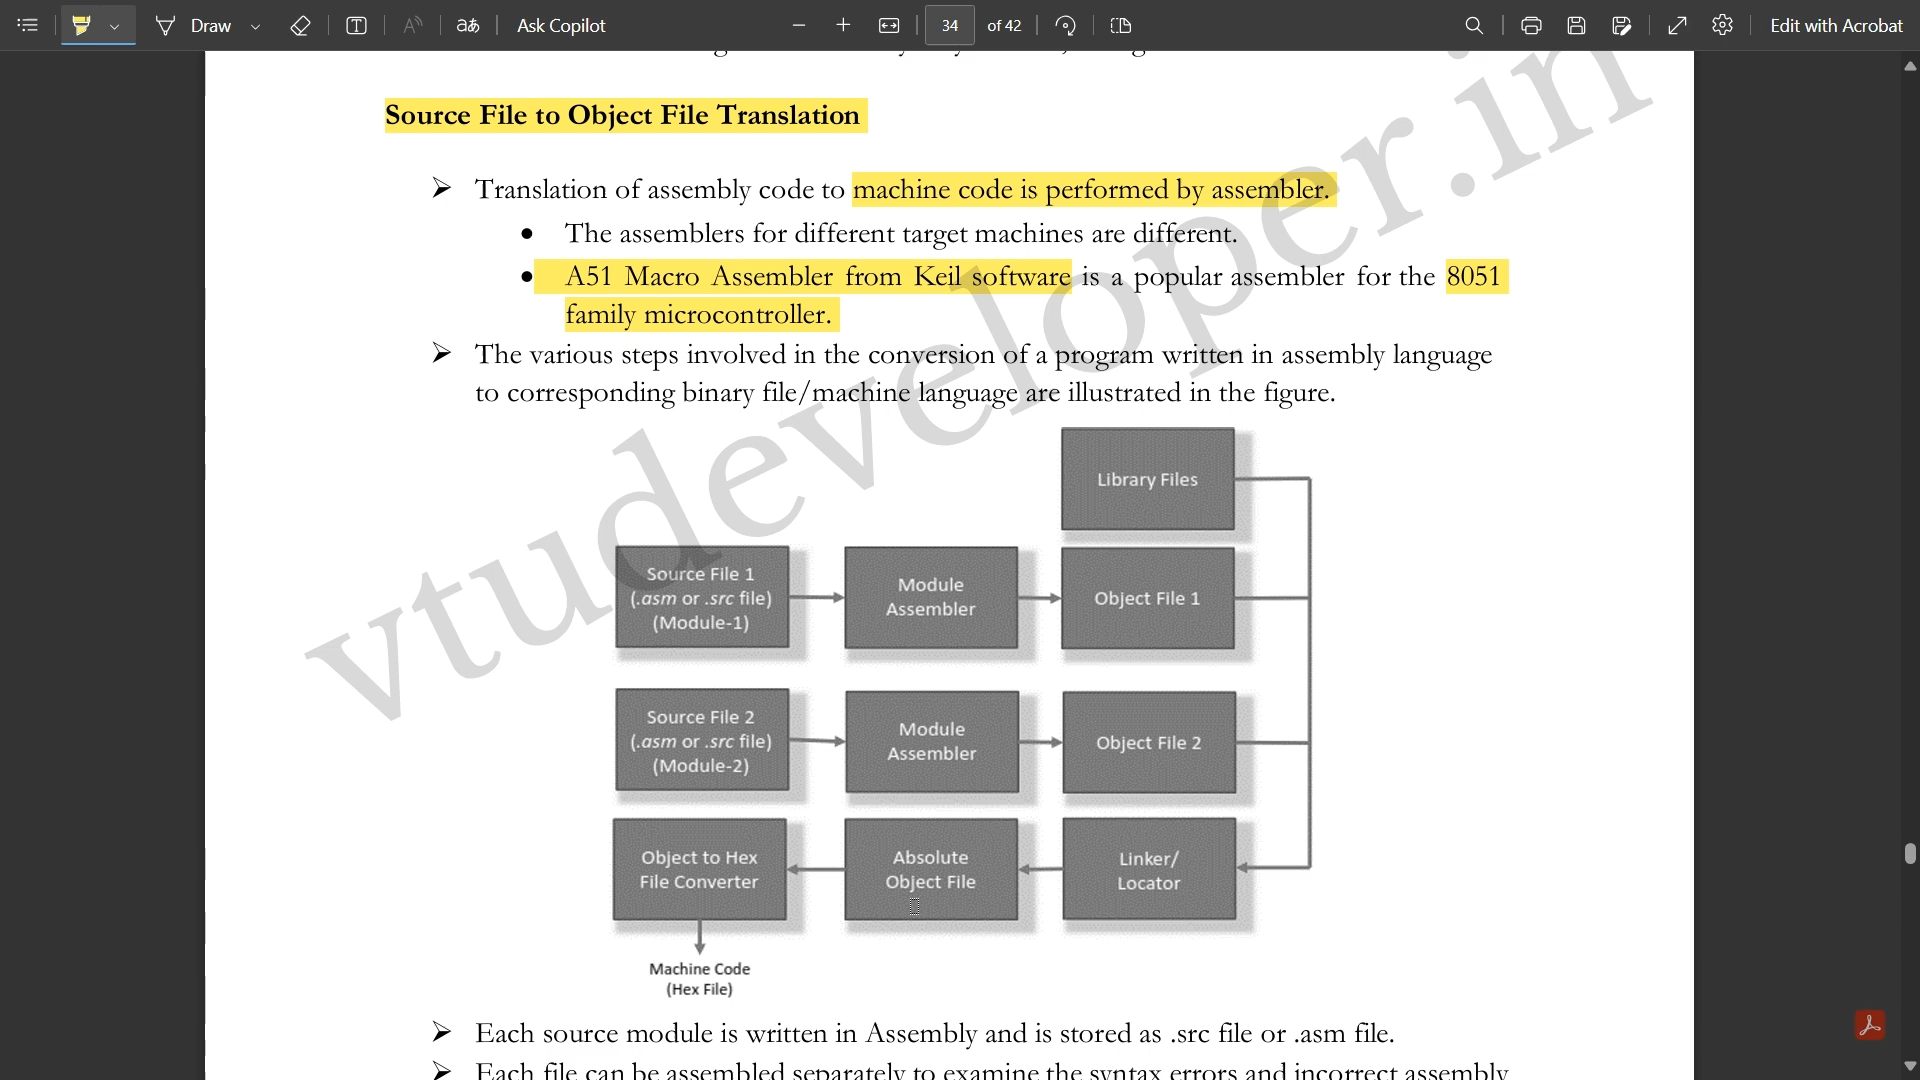 Draw
Ask Copilot
34 of 42
Edit with Acrobat
Source File to Object File Translation
Translation of assembly code to machine code is performed by assembler.
The assemblers for different target machines are different.
A51 Macro Assembler from Keil software is a popular assembler for the 8051
family microcontroller.
The various steps involved in the conversion of a program written in assembly language
to corresponding binary file/machine language are illustrated in the figure.
vtudeveloper.in
Library Files
Source File 1
(.asm or .src file)
(Module-1)
Module
Assembler
Object File 1
Source File 2
(.asm or .src file)
(Module-2)
Module
Assembler
Object File 2
Object to Hex
File Converter
Absolute
Object File
Linker/
Locator
Machine Code
(Hex File)
Each source module is written in Assembly and is stored as .src file or .asm file.
Each file can be assembled separately to examine the syntax errors and incorrect assembly